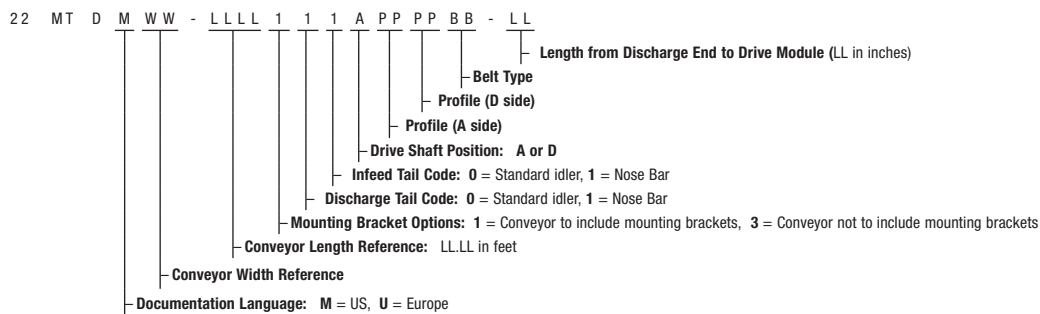 22 MT D M WW - LLLL 1 1 1 A PP PP BB - LL
Length from Discharge End to Drive Module (LL in inches)
Belt Type
Profile (D side)
Profile (A side)
Drive Shaft Position: A or D
Infeed Tail Code: 0 = Standard idler, 1 = Nose Bar
Discharge Tail Code: 0 = Standard idler, 1 = Nose Bar
Mounting Bracket Options: 1 = Conveyor to include mounting brackets, 3 = Conveyor not to include mounting brackets
Conveyor Length Reference: LL.LL in feet
Conveyor Width Reference
Documentation Language: M = US, U = Europe